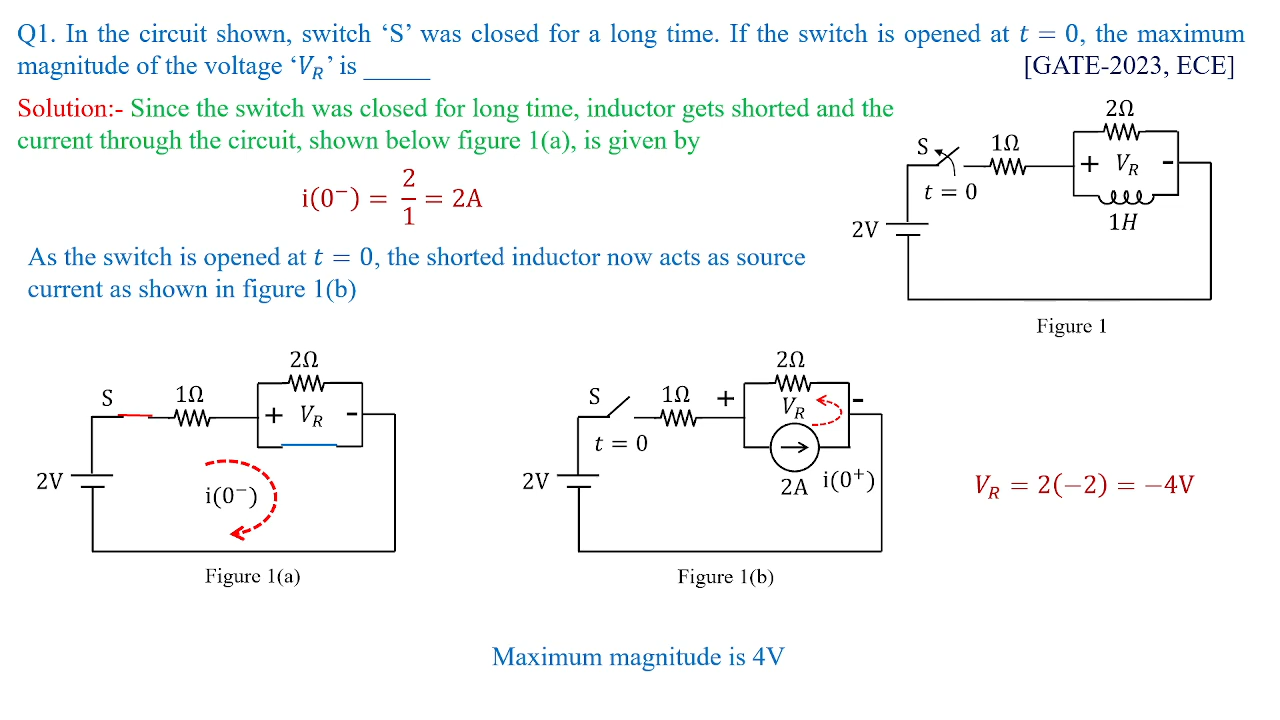 Q1. In the circuit shown, switch ‘S’ was closed for a long time. If the switch is opened at t = 0, the maximum
magnitude of the voltage ‘V_R’ is _____ [GATE-2023, ECE]
Solution:- Since the switch was closed for long time, inductor gets shorted and the
current through the circuit, shown below figure 1(a), is given by
i(0⁻) = 2/1 = 2A
As the switch is opened at t = 0, the shorted inductor now acts as source
current as shown in figure 1(b)
2Ω
S
1Ω
+ V_R -
t = 0
1H
2V
Figure 1
2Ω
S
1Ω
+ V_R -
2V
i(0⁻)
Figure 1(a)
2Ω
S
1Ω
+ V_R -
t = 0
2V
2A
i(0⁺)
Figure 1(b)
V_R = 2(−2) = −4V
Maximum magnitude is 4V